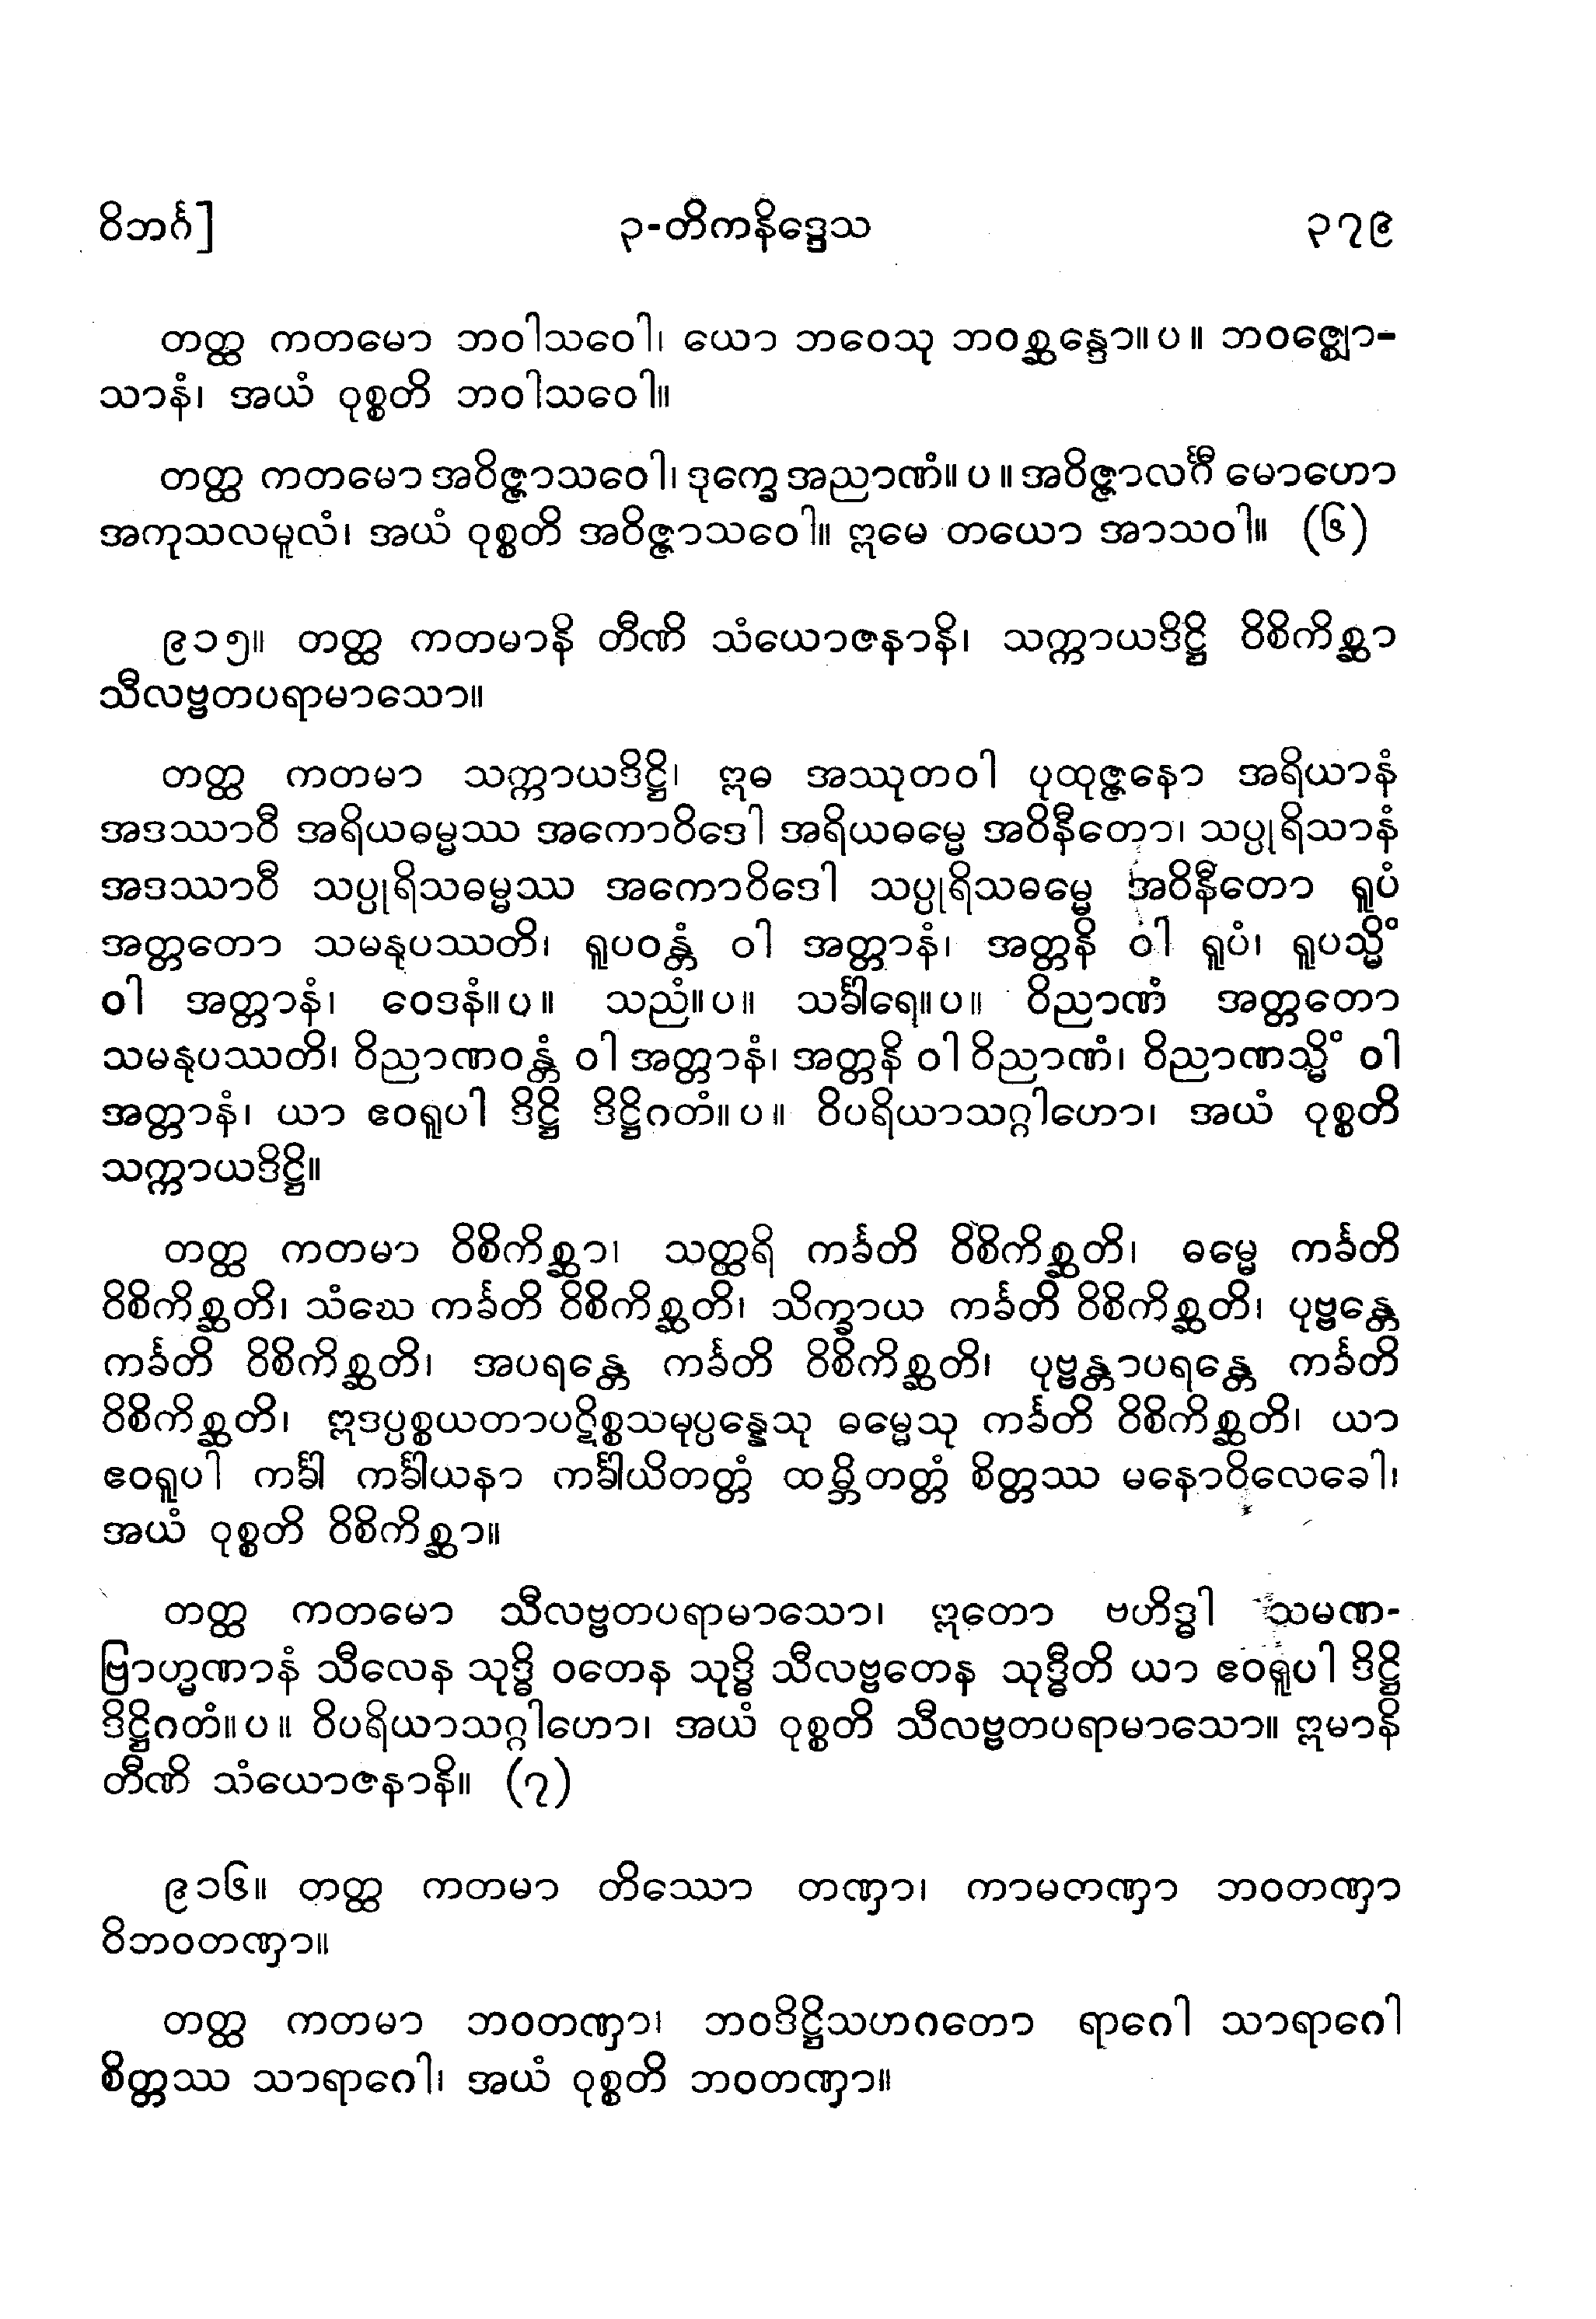 ဝိဘင်္ဂ] ၃-တိကနိဒ္ဒေသ ၃၇၉
တတ္ထ ကတမော ဘဝါသဝေါ၊ ယော ဘဝေသု ဘဝစ္ဆန္ဒော။ပ။ ဘဝဇ္ဈော-
သာနံ၊ အယံ ဝုစ္စတိ ဘဝါသဝေါ။
တတ္ထ ကတမော အဝိဇ္ဇာသဝေါ၊ ဒုက္ခေ အညာဏံ။ပ။ အဝိဇ္ဇာလင်္ဂီ မောဟော
အကုသလမူလံ၊ အယံ ဝုစ္စတိ အဝိဇ္ဇာသဝေါ။ ဣမေ တယော အာသဝါ။ (၆)
၉၁၅။ တတ္ထ ကတမာနိ တီဏိ သံယောဇနာနိ၊ သက္ကာယဒိဋ္ဌိ ဝိစိကိစ္ဆာ
သီလဗ္ဗတပရာမာသော။
တတ္ထ ကတမာ သက္ကာယဒိဋ္ဌိ၊ ဣဓ အဿုတဝါ ပုထုဇ္ဇနော အရိယာနံ
အဒဿာဝီ အရိယဓမ္မဿ အကောဝိဒေါ အရိယဓမ္မေ အဝိနီတော၊ သပ္ပုရိသာနံ
အဒဿာဝီ သပ္ပုရိသဓမ္မဿ အကောဝိဒေါ သပ္ပုရိသဓမ္မေ အဝိနီတော ရူပံ
အတ္တတော သမနုပဿတိ၊ ရူပဝန္တံ ဝါ အတ္တာနံ၊ အတ္တနိ ဝါ ရူပံ၊ ရူပသ္မိံ
ဝါ အတ္တာနံ၊ ဝေဒနံ။ပ။ သညံ။ပ။ သင်္ခါရေ။ပ။ ဝိညာဏံ အတ္တတော
သမနုပဿတိ၊ ဝိညာဏဝန္တံ ဝါ အတ္တာနံ၊ အတ္တနိ ဝါ ဝိညာဏံ၊ ဝိညာဏသ္မိံ ဝါ
အတ္တာနံ၊ ယာ ဧဝရူပါ ဒိဋ္ဌိ ဒိဋ္ဌိဂတံ။ပ။ ဝိပရိယာသဂ္ဂါဟော၊ အယံ ဝုစ္စတိ
သက္ကာယဒိဋ္ဌိ။
တတ္ထ ကတမာ ဝိစိကိစ္ဆာ၊ သတ္ထရိ ကင်္ခတိ ဝိစိကိစ္ဆတိ၊ ဓမ္မေ ကင်္ခတိ
ဝိစိကိစ္ဆတိ၊ သံဃေ ကင်္ခတိ ဝိစိကိစ္ဆတိ၊ သိက္ခာယ ကင်္ခတိ ဝိစိကိစ္ဆတိ၊ ပုဗ္ဗန္တေ
ကင်္ခတိ ဝိစိကိစ္ဆတိ၊ အပရန္တေ ကင်္ခတိ ဝိစိကိစ္ဆတိ၊ ပုဗ္ဗန္တာပရန္တေ ကင်္ခတိ
ဝိစိကိစ္ဆတိ၊ ဣဒပ္ပစ္စယတာပဋိစ္စသမုပ္ပန္နေသု ဓမ္မေသု ကင်္ခတိ ဝိစိကိစ္ဆတိ၊ ယာ
ဧဝရူပါ ကင်္ခါ ကင်္ခါယနာ ကင်္ခါယိတတ္တံ ထမ္ဘိတတ္တံ စိတ္တဿ မနောဝိလေခေါ၊
အယံ ဝုစ္စတိ ဝိစိကိစ္ဆာ။
တတ္ထ ကတမော သီလဗ္ဗတပရာမာသော၊ ဣတော ဗဟိဒ္ဓါ သမဏ-
ဗြာဟ္မဏာနံ သီလေန သုဒ္ဓိ ဝတေန သုဒ္ဓိ သီလဗ္ဗတေန သုဒ္ဓီတိ ယာ ဧဝရူပါ ဒိဋ္ဌိ
ဒိဋ္ဌိဂတံ။ပ။ ဝိပရိယာသဂ္ဂါဟော၊ အယံ ဝုစ္စတိ သီလဗ္ဗတပရာမာသော။ ဣမာနိ
တီဏိ သံယောဇနာနိ။ (၇)
၉၁၆။ တတ္ထ ကတမာ တိဿော တဏှာ၊ ကာမတဏှာ ဘဝတဏှာ
ဝိဘဝတဏှာ။
တတ္ထ ကတမာ ဘဝတဏှာ၊ ဘဝဒိဋ္ဌိသဟဂတော ရာဂေါ သာရာဂေါ
စိတ္တဿ သာရာဂေါ၊ အယံ ဝုစ္စတိ ဘဝတဏှာ။